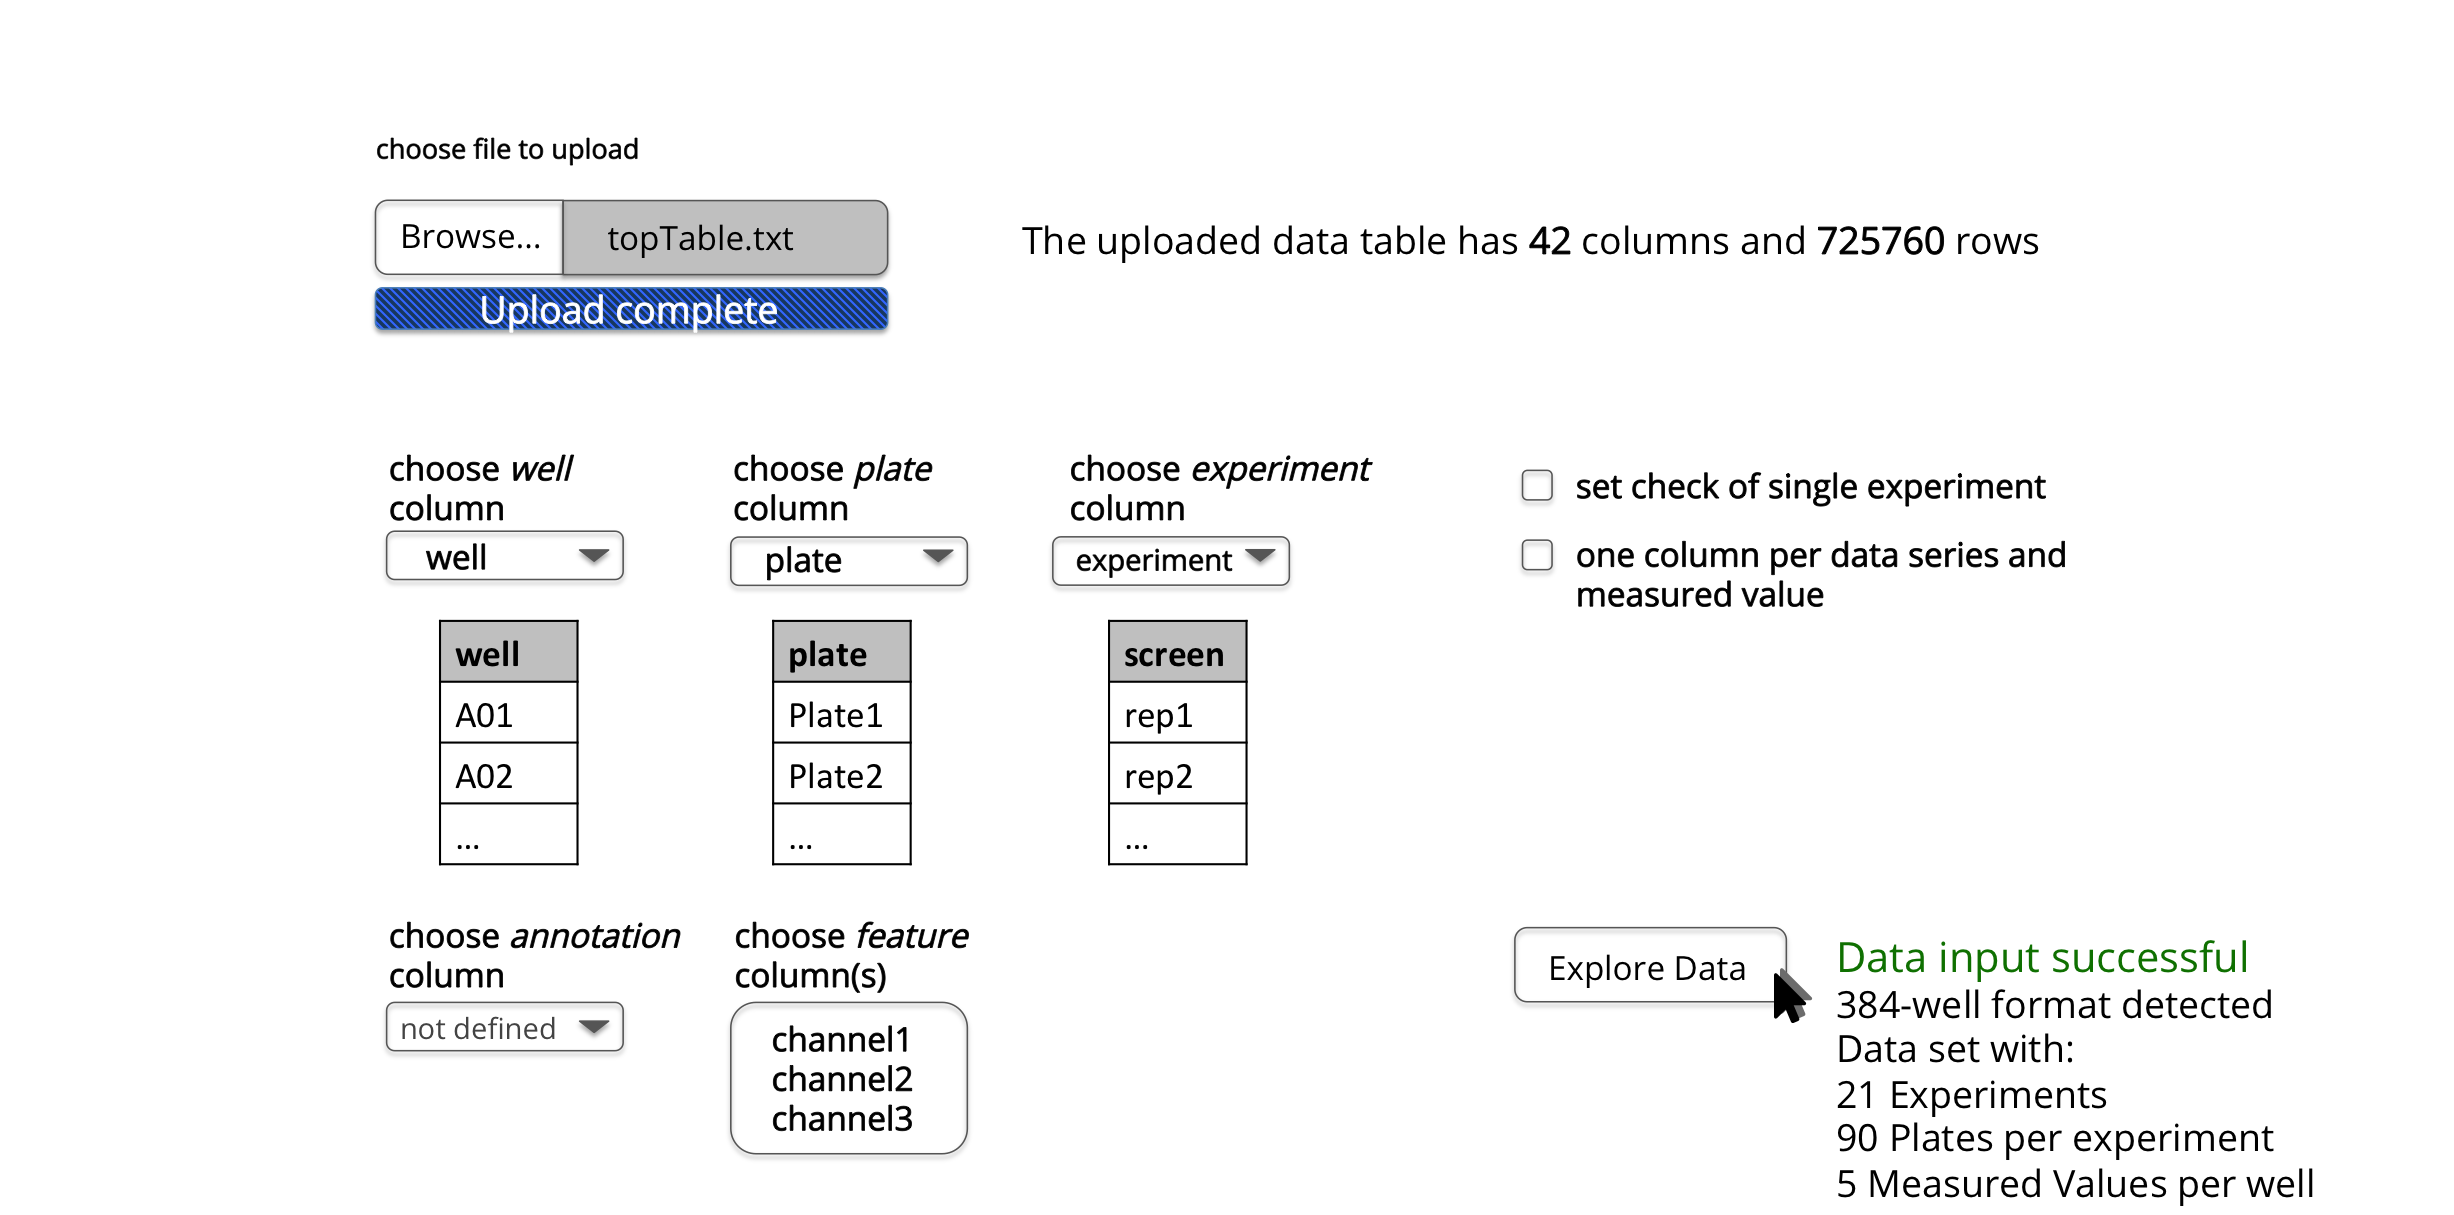 choose file to upload
Browse...
topTable.txt
The uploaded data table has 42 columns and 725760 rows
Upload complete
choose well
column
well
choose plate
column
plate
choose experiment
column
experiment
set check of single experiment
one column per data series and
measured value
well
A01
A02
...
plate
Plate1
Plate2
...
screen
rep1
rep2
...
choose annotation
column
not defined
choose feature
column(s)
channel1
channel2
channel3
Explore Data
Data input successful
384-well format detected
Data set with:
21 Experiments
90 Plates per experiment
5 Measured Values per well